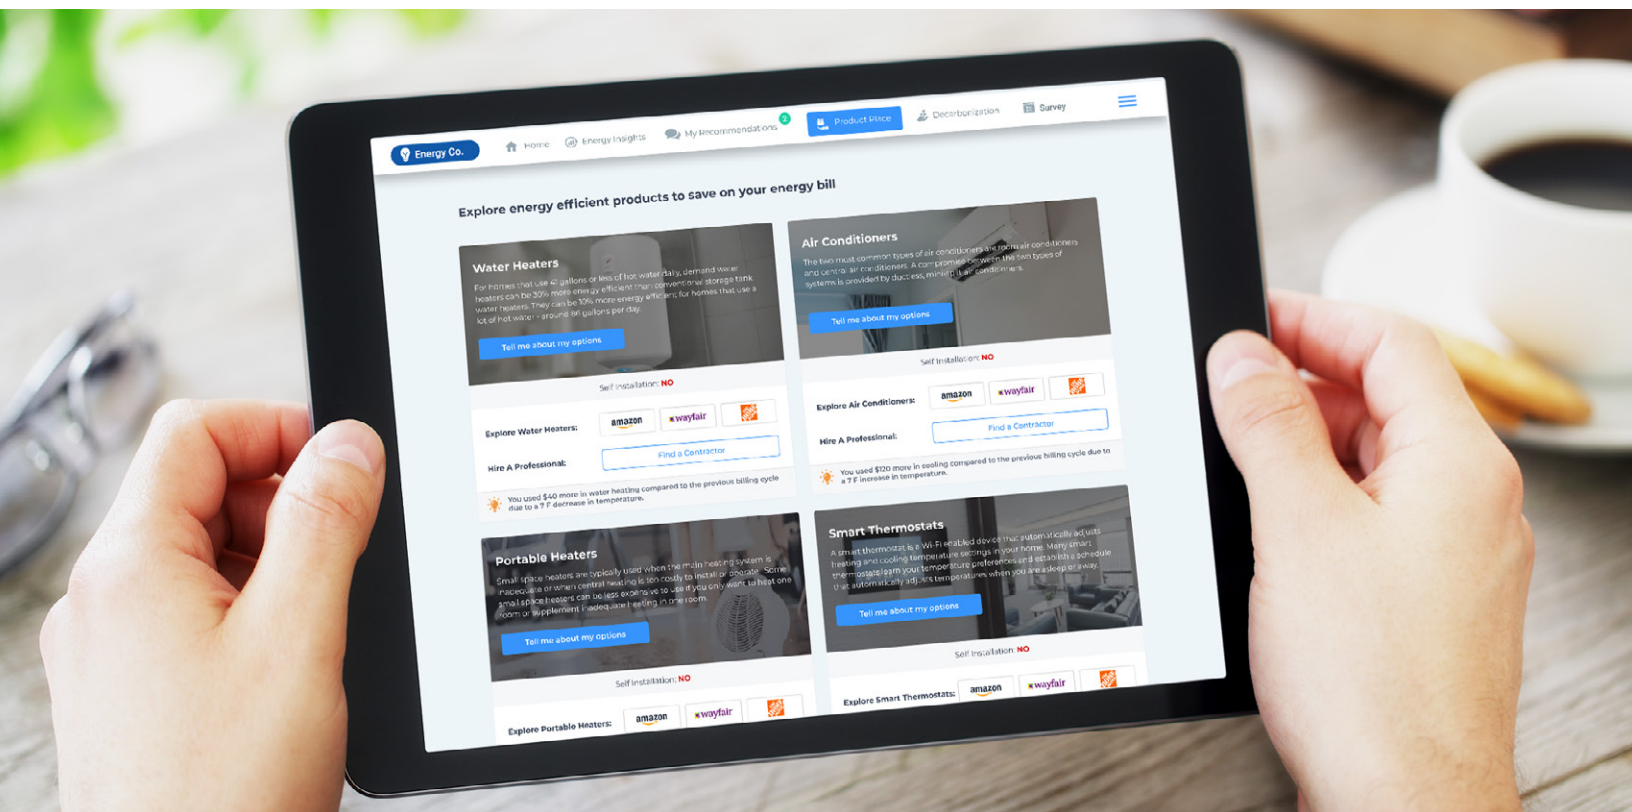 Energy Co.
Home
Energy Insights
My Recommendations
2
Product Place
Decarbonization
Survey
Explore energy efficient products to save on your energy bill
Water Heaters
For homes that use 41 gallons or less of hot water daily, demand water
heaters can be 30% more energy efficient than conventional storage tank
water heaters. They can be 10% more energy efficient for homes that use a
lot of hot water - around 86 gallons per day.
Tell me about my options
Self Installation: NO
Explore Water Heaters:
amazon
wayfair
Hire A Professional:
Find a Contractor
You used $40 more in water heating compared to the previous billing cycle
due to a 7 F decrease in temperature.
Air Conditioners
The two most common types of air conditioners are room air conditioners
and central air conditioners. A compromise between the two types of
systems is provided by ductless, minisplit air conditioners.
Tell me about my options
Self Installation: NO
Explore Air Conditioners:
amazon
wayfair
Hire A Professional:
Find a Contractor
You used $120 more in cooling compared to the previous billing cycle due to
a 7 F increase in temperature.
Portable Heaters
Small space heaters are typically used when the main heating system is
inadequate or when central heating is too costly to install or operate. Some
small space heaters can be less expensive to use if you only want to heat one
room or supplement inadequate heating in one room.
Tell me about my options
Self Installation: NO
Explore Portable Heaters:
amazon
wayfair
Smart Thermostats
A smart thermostat is a Wi-Fi enabled device that automatically adjusts
heating and cooling temperature settings in your home. Many smart
thermostats learn your temperature preferences and establish a schedule
that automatically adjusts temperatures when you are asleep or away.
Tell me about my options
Self Installation: NO
Explore Smart Thermostats:
amazon
wayfair